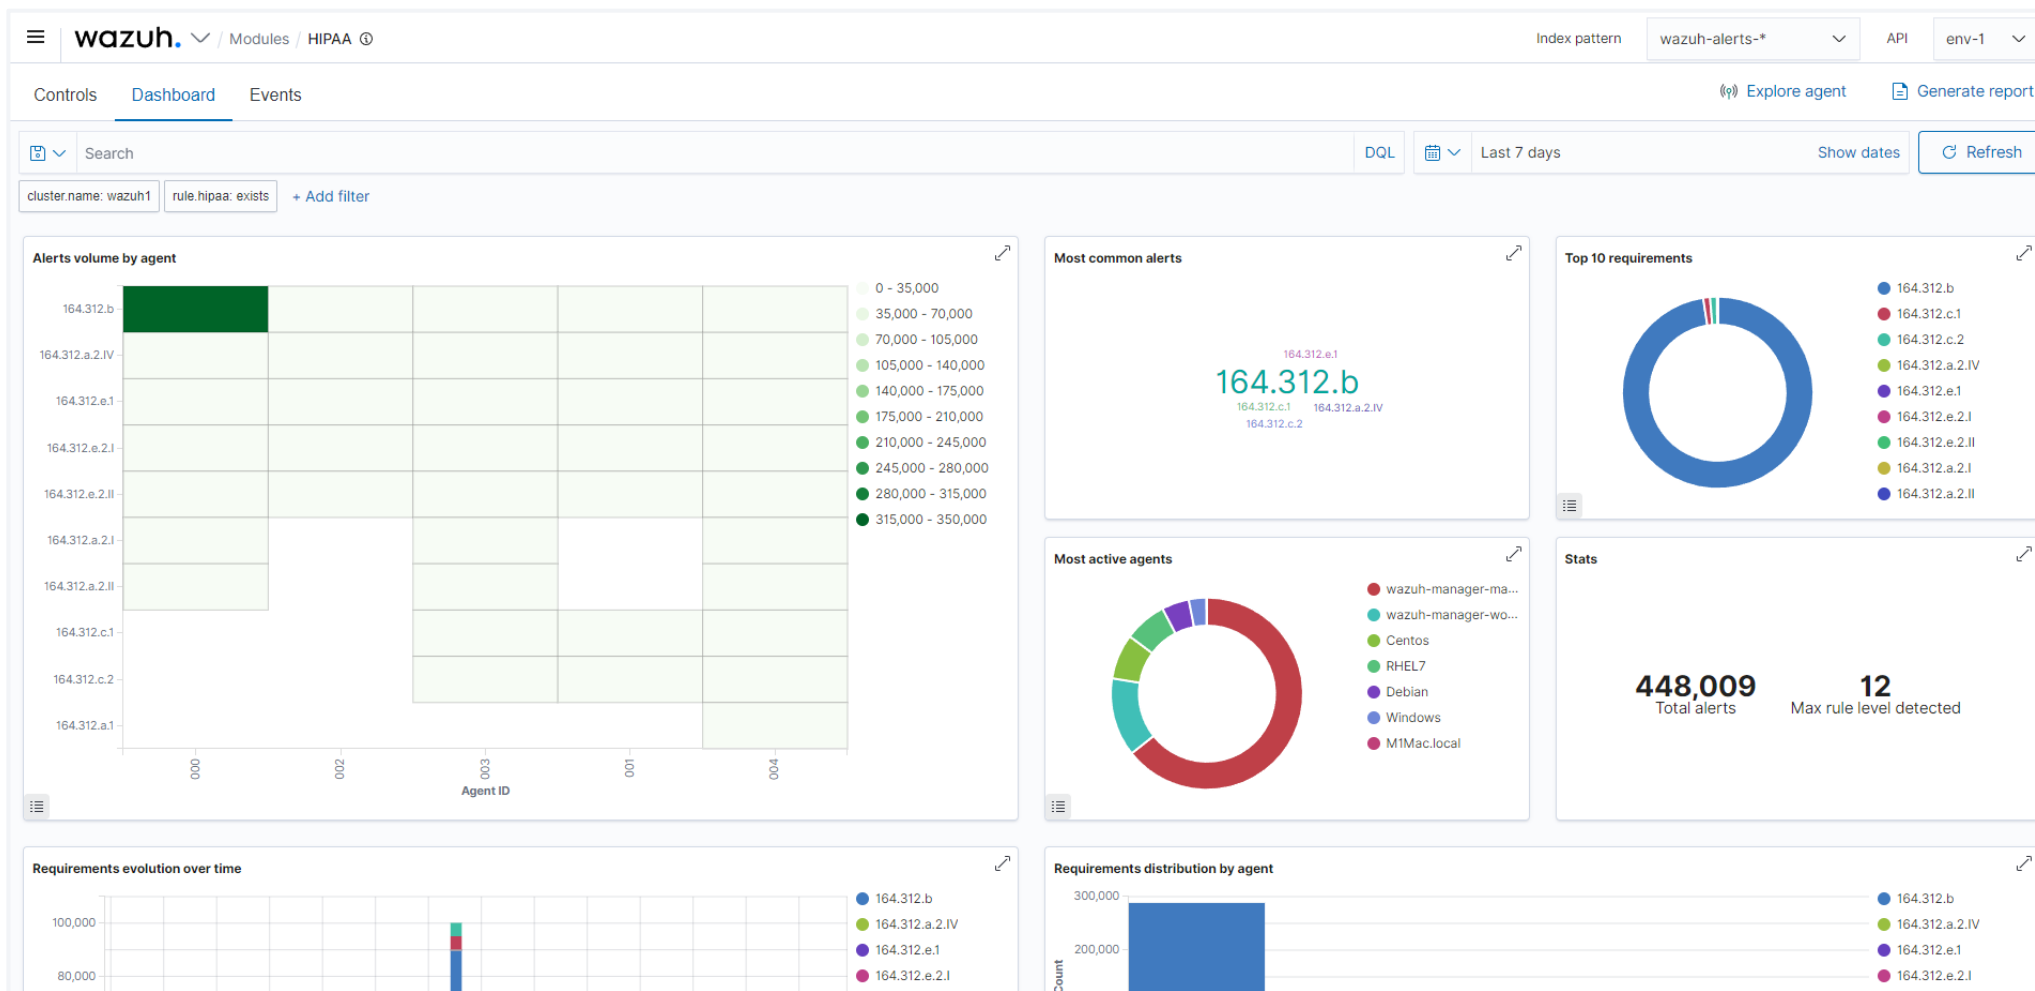 wazuh. / Modules / HIPAA
Index pattern wazuh-alerts-* API env-1
Controls Dashboard Events
Explore agent Generate report
Search DQL Last 7 days Show dates Refresh
cluster.name: wazuh1 rule.hipaa: exists + Add filter
Alerts volume by agent
164.312.b
164.312.a.2.IV
164.312.e.1
164.312.e.2.I
164.312.e.2.II
164.312.a.2.I
164.312.a.2.II
164.312.c.1
164.312.c.2
164.312.a.1
000 002 003 001 004
Agent ID
0 - 35,000
35,000 - 70,000
70,000 - 105,000
105,000 - 140,000
140,000 - 175,000
175,000 - 210,000
210,000 - 245,000
245,000 - 280,000
280,000 - 315,000
315,000 - 350,000
Most common alerts
164.312.e.1
164.312.b
164.312.c.1 164.312.a.2.IV
164.312.c.2
Top 10 requirements
164.312.b
164.312.c.1
164.312.c.2
164.312.a.2.IV
164.312.e.1
164.312.e.2.I
164.312.e.2.II
164.312.a.2.I
164.312.a.2.II
Most active agents
wazuh-manager-ma...
wazuh-manager-wo...
Centos
RHEL7
Debian
Windows
M1Mac.local
Stats
448,009 12
Total alerts Max rule level detected
Requirements evolution over time
100,000
80,000
164.312.b
164.312.a.2.IV
164.312.e.1
164.312.e.2.I
Requirements distribution by agent
300,000
200,000
Count
164.312.b
164.312.a.2.IV
164.312.e.1
164.312.e.2.I